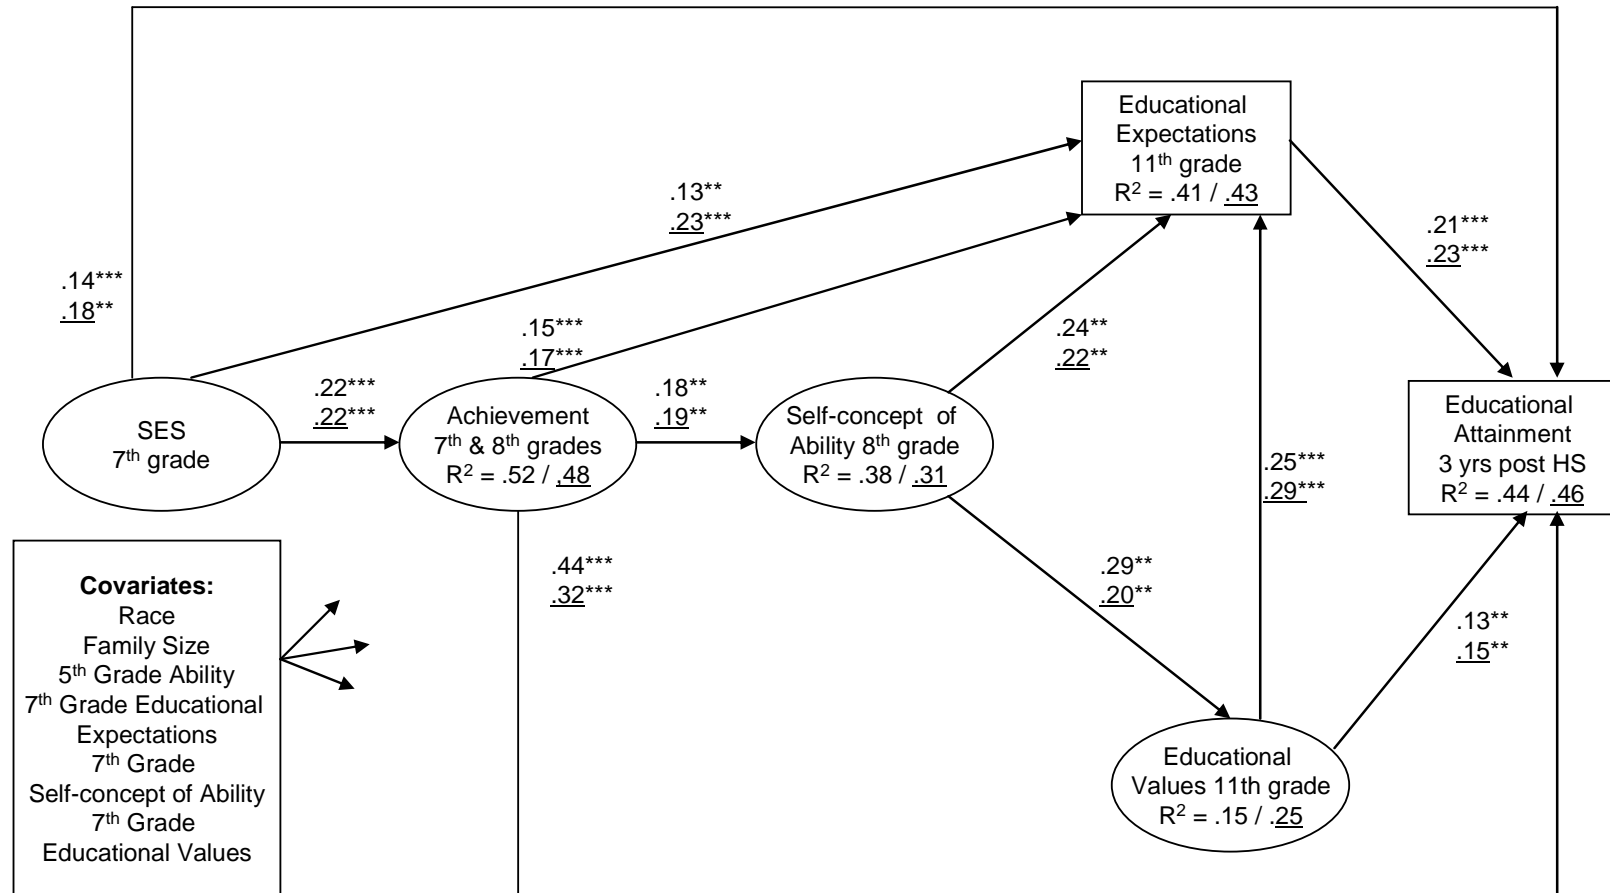 Educational
Expectations
11th grade
R2 = .41 / .43
.13**
.23***
.21***
.23***
.14***
.18**
.15***
.17***
.24**
.22**
SES
7th grade
.22***
.22***
Achievement
7th & 8th grades
R2 = .52 / .48
.18**
.19**
Self-concept of
Ability 8th grade
R2 = .38 / .31
Educational
Attainment
3 yrs post HS
R2 = .44 / .46
.25***
.29***
.44***
.32***
.29**
.20**
.13**
.15**
Covariates:
Race
Family Size
5th Grade Ability
7th Grade Educational
Expectations
7th Grade
Self-concept of Ability
7th Grade
Educational Values
Educational
Values 11th grade
R2 = .15 / .25